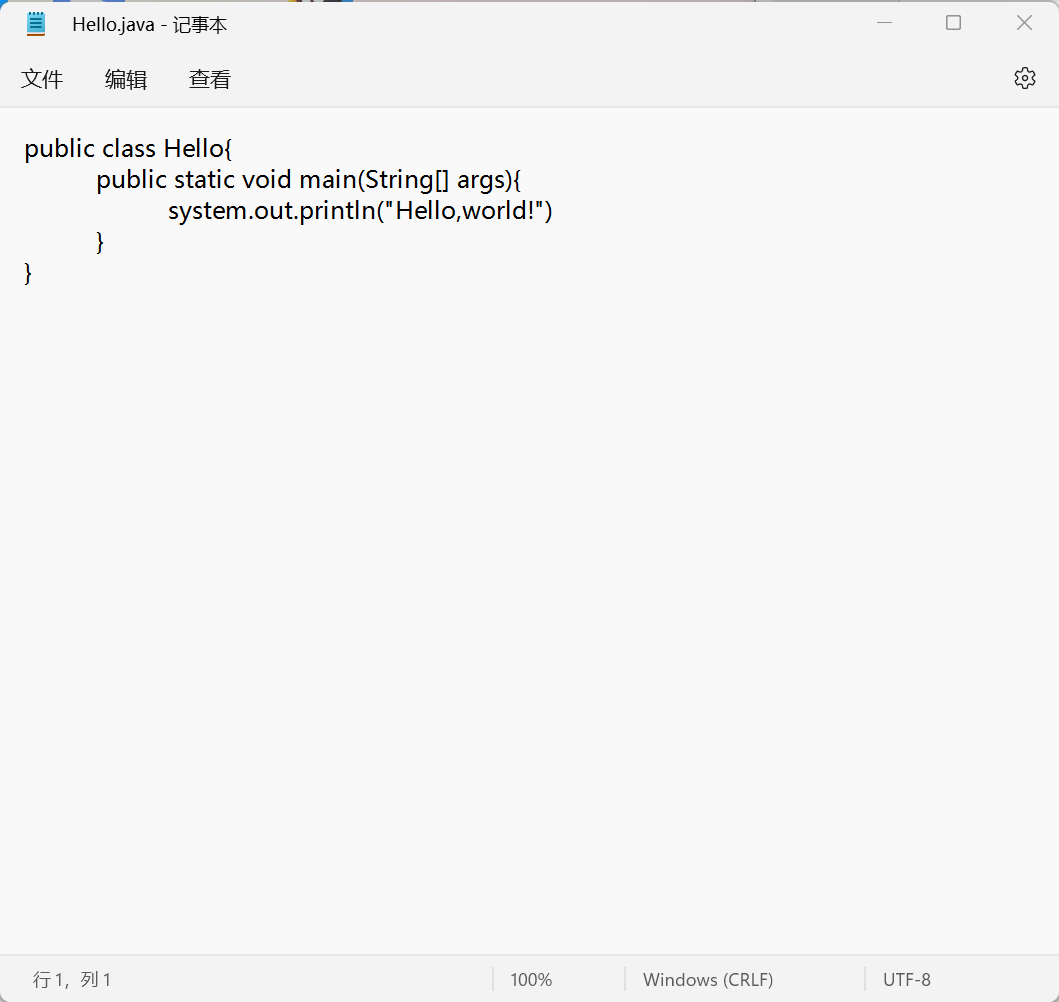 Hello.java - 记事本
文件 编辑 查看
public class Hello{
public static void main(String[] args){
system.out.println("Hello,world!")
}
}
行 1，列 1 100% Windows (CRLF) UTF-8